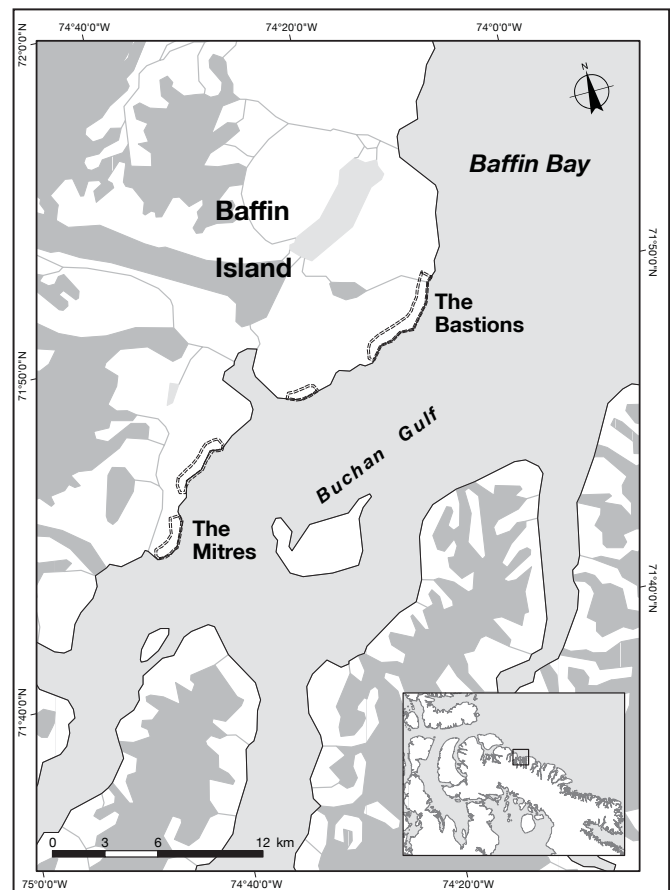 74°40'0"W
74°20'0"W
74°0'0"W
72°0'0"N
N
Baffin Bay
Baffin
Island
71°50'0"N
The
Bastions
71°50'0"N
Buchan Gulf
The
Mitres
71°40'0"N
71°40'0"N
0 3 6 12 km
75°0'0"W
74°40'0"W
74°20'0"W